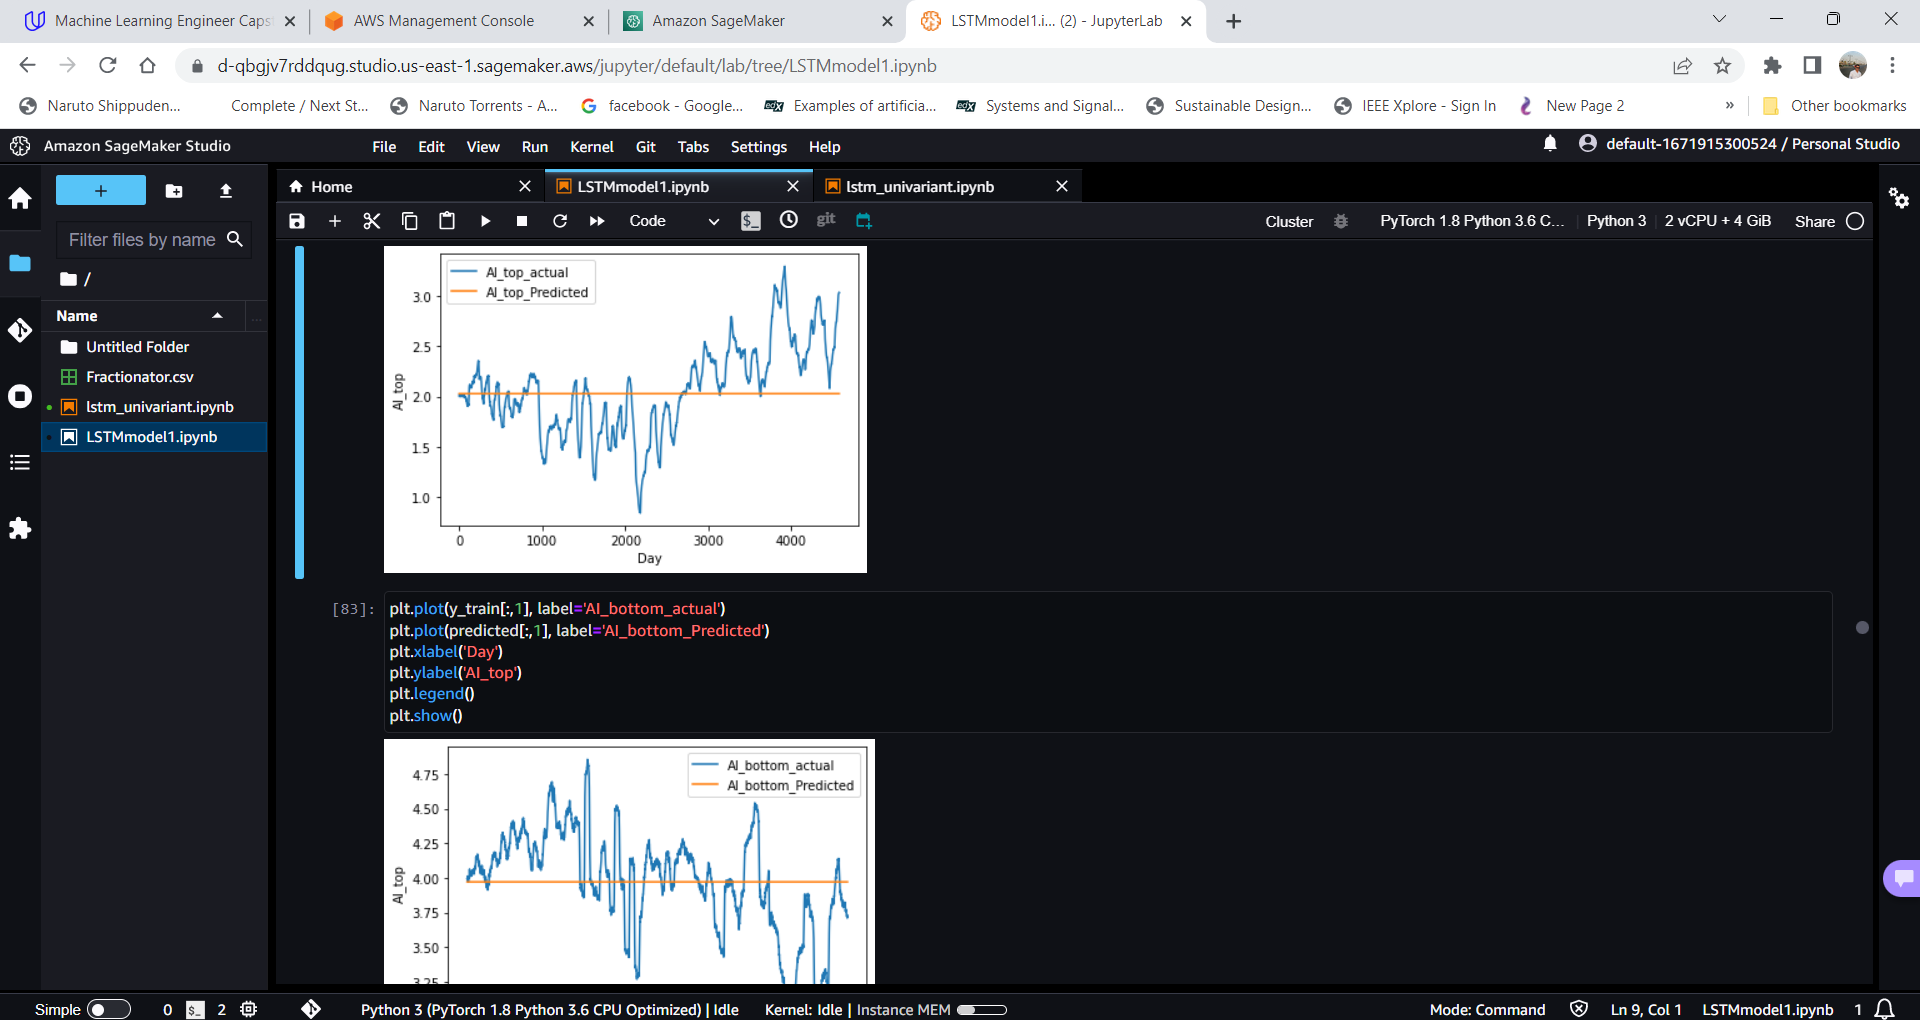 Machine Learning Engineer Caps
AWS Management Console
Amazon SageMaker
LSTMmodel1.i... (2) - JupyterLab
d-qbgjv7rddqug.studio.us-east-1.sagemaker.aws/jupyter/default/lab/tree/LSTMmodel1.ipynb
Naruto Shippuden...
Complete / Next St...
Naruto Torrents - A...
facebook - Google...
edX
Examples of artificia...
edX
Systems and Signal...
Sustainable Design...
IEEE Xplore - Sign In
New Page 2
»
Other bookmarks
Amazon SageMaker Studio
File Edit View Run Kernel Git Tabs Settings Help
default-1671915300524 / Personal Studio
Home
LSTMmodel1.ipynb
lstm_univariant.ipynb
Code
git
Cluster
PyTorch 1.8 Python 3.6 C...
Python 3
2 vCPU + 4 GiB
Share
Filter files by name
/
Name
Untitled Folder
Fractionator.csv
lstm_univariant.ipynb
LSTMmodel1.ipynb
AI_top_actual
AI_top_Predicted
3.0
2.5
2.0
1.5
1.0
AI_top
0 1000 2000 3000 4000
Day
[83]:
plt.plot(y_train[:,1], label='AI_bottom_actual')
plt.plot(predicted[:,1], label='AI_bottom_Predicted')
plt.xlabel('Day')
plt.ylabel('AI_top')
plt.legend()
plt.show()
AI_bottom_actual
AI_bottom_Predicted
4.75
4.50
4.25
4.00
3.75
3.50
3.25
AI_top
Simple
0
$_
2
Python 3 (PyTorch 1.8 Python 3.6 CPU Optimized) | Idle
Kernel: Idle | Instance MEM
Mode: Command
Ln 9, Col 1
LSTMmodel1.ipynb
1